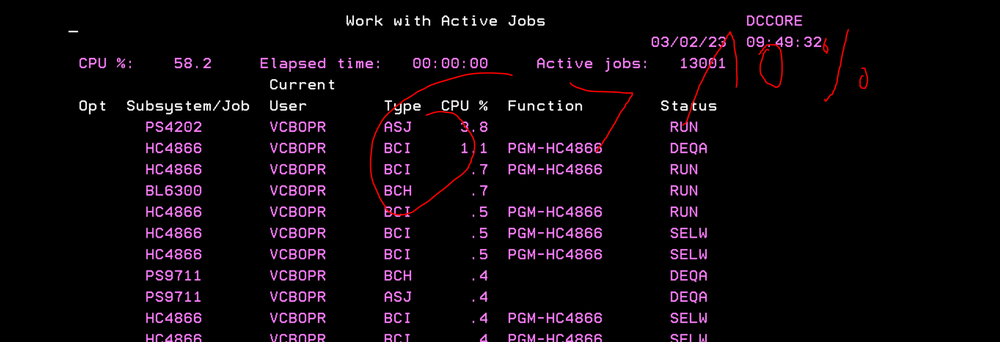 Work with Active Jobs DCCORE
03/02/23 09:49:32
CPU %: 58.2 Elapsed time: 00:00:00 Active jobs: 13001
Current
Opt Subsystem/Job User Type CPU % Function Status
PS4202 VCBOPR ASJ 3.8 RUN
HC4866 VCBOPR BCI 1.1 PGM-HC4866 DEQA
HC4866 VCBOPR BCI .7 PGM-HC4866 RUN
BL6300 VCBOPR BCH .7 RUN
HC4866 VCBOPR BCI .5 PGM-HC4866 RUN
HC4866 VCBOPR BCI .5 PGM-HC4866 SELW
HC4866 VCBOPR BCI .5 PGM-HC4866 SELW
PS9711 VCBOPR BCH .4 DEQA
PS9711 VCBOPR ASJ .4 DEQA
HC4866 VCBOPR BCI .4 PGM-HC4866 SELW
HC4866 VCBOPR BCI .4 PGM-HC4866 SELW
10%